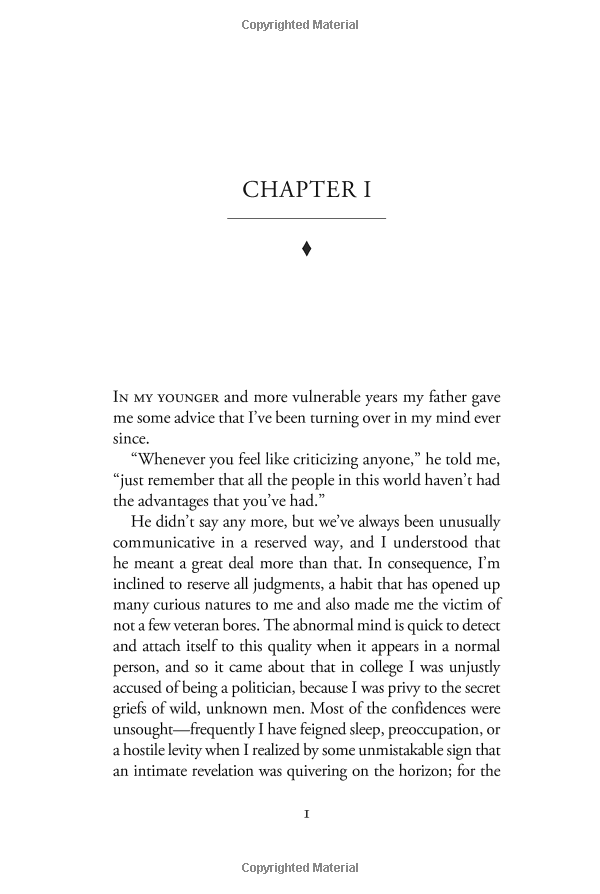 Copyrighted Material
CHAPTER I
IN MY YOUNGER and more vulnerable years my father gave
me some advice that I’ve been turning over in my mind ever
since.
“Whenever you feel like criticizing anyone,” he told me,
“just remember that all the people in this world haven’t had
the advantages that you’ve had.”
He didn’t say any more, but we’ve always been unusually
communicative in a reserved way, and I understood that
he meant a great deal more than that. In consequence, I’m
inclined to reserve all judgments, a habit that has opened up
many curious natures to me and also made me the victim of
not a few veteran bores. The abnormal mind is quick to detect
and attach itself to this quality when it appears in a normal
person, and so it came about that in college I was unjustly
accused of being a politician, because I was privy to the secret
griefs of wild, unknown men. Most of the confidences were
unsought—frequently I have feigned sleep, preoccupation, or
a hostile levity when I realized by some unmistakable sign that
an intimate revelation was quivering on the horizon; for the
1
Copyrighted Material